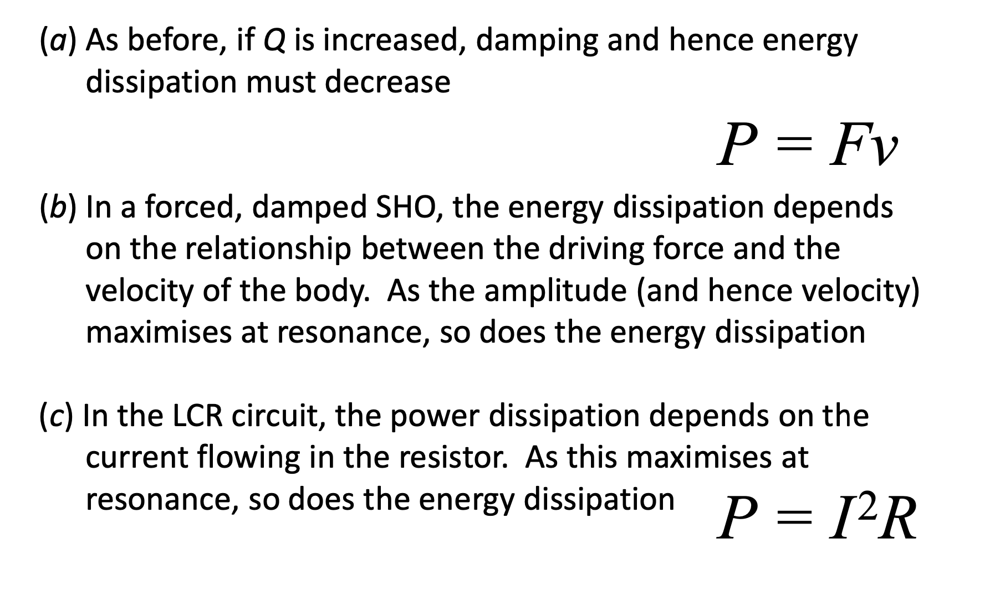 (a) As before, if Q is increased, damping and hence energy
dissipation must decrease
P = Fv
(b) In a forced, damped SHO, the energy dissipation depends
on the relationship between the driving force and the
velocity of the body.  As the amplitude (and hence velocity)
maximises at resonance, so does the energy dissipation
(c) In the LCR circuit, the power dissipation depends on the
current flowing in the resistor.  As this maximises at
resonance, so does the energy dissipation
P = I²R